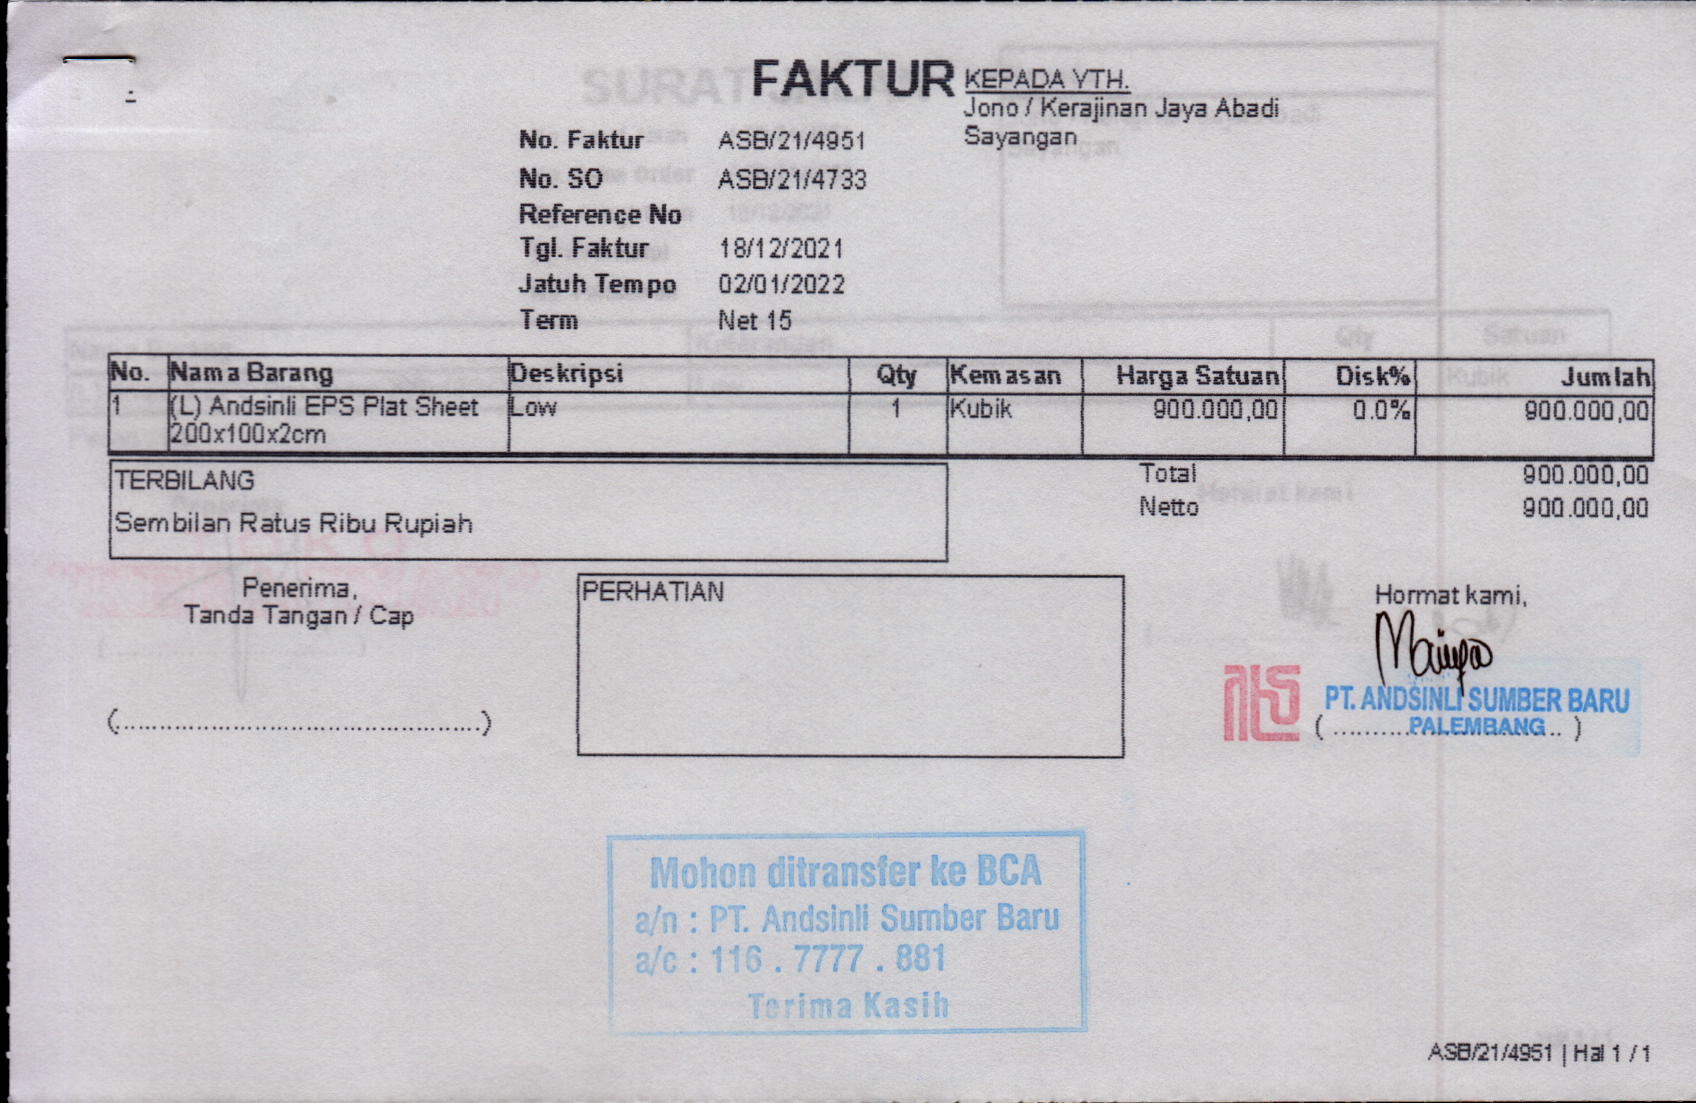 FAKTUR
KEPADA YTH.
Jono / Kerajinan Jaya Abadi
Sayangan
No. Faktur ASB/21/4951
No. SO ASB/21/4733
Reference No
Tgl. Faktur 18/12/2021
Jatuh Tempo 02/01/2022
Term Net 15
No. Nama Barang Deskripsi Qty Kemasan Harga Satuan Disk% Jumlah
1 (L) Andsinli EPS Plat Sheet Low 1 Kubik 900.000,00 0.0% 900.000,00
200x100x2cm
TERBILANG
Sembilan Ratus Ribu Rupiah
Total 900.000,00
Netto 900.000,00
Penerima,
Tanda Tangan / Cap
(................................................)
PERHATIAN
Hormat kami,
PT. ANDSINLI SUMBER BARU
PALEMBANG
Mohon ditransfer ke BCA
a/n : PT. Andsinli Sumber Baru
a/c : 116 . 7777 . 881
Terima Kasih
ASB/21/4951 | Hal 1 / 1